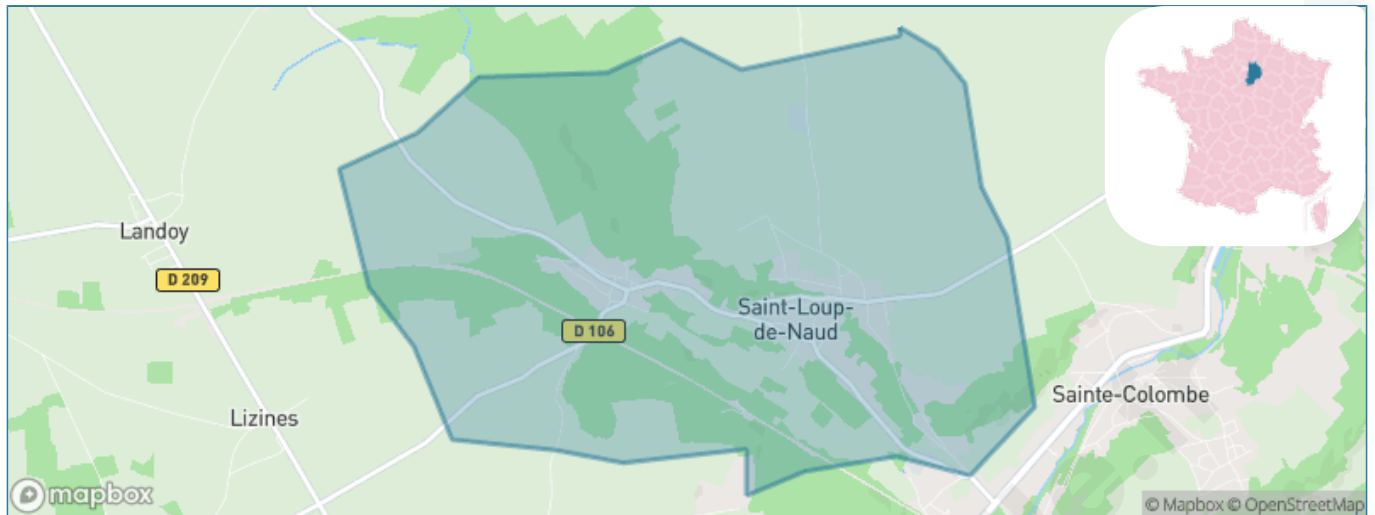 Landoy
D 209
Saint-Loup-
de-Naud
D 106
Sainte-Colombe
Lizines
mapbox
© Mapbox © OpenStreetMap